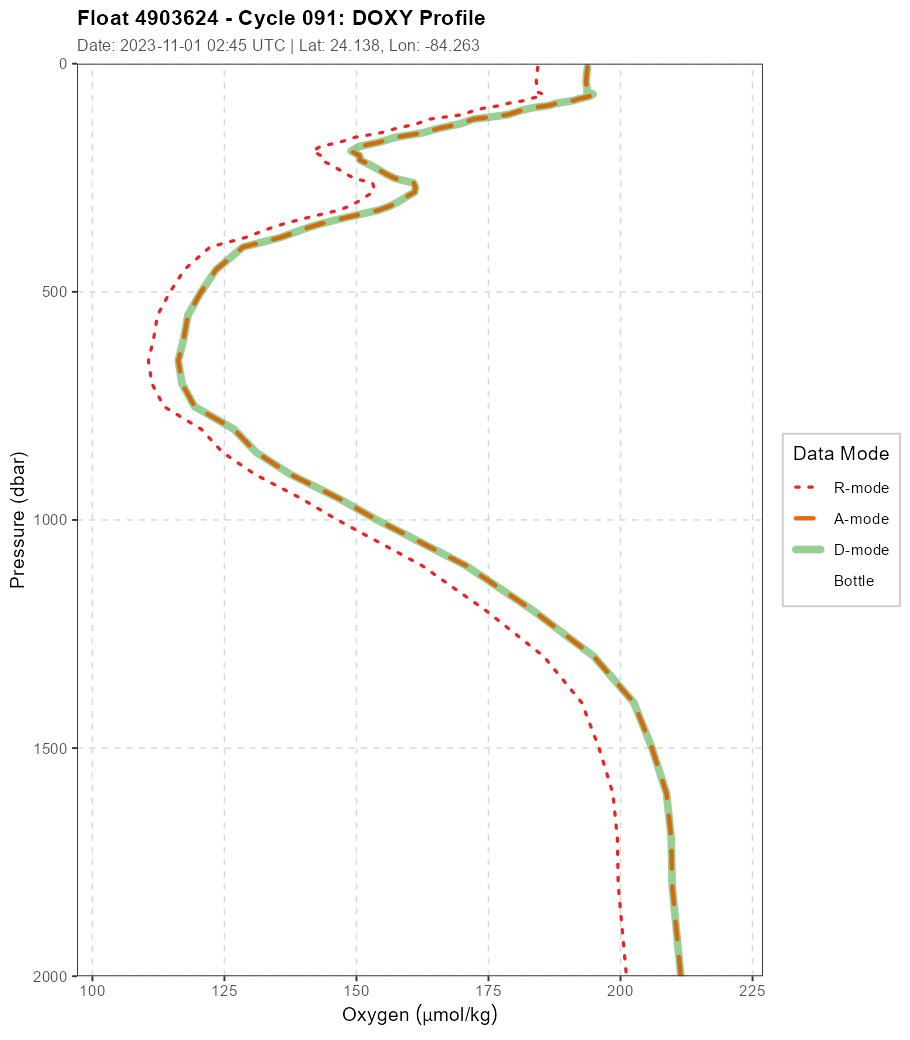 Float 4903624 - Cycle 091: DOXY Profile
Date: 2023-11-01 02:45 UTC | Lat: 24.138, Lon: -84.263
0
500
1000
1500
2000
Pressure (dbar)
100 125 150 175 200 225
Oxygen (μmol/kg)
Data Mode
R-mode
A-mode
D-mode
Bottle